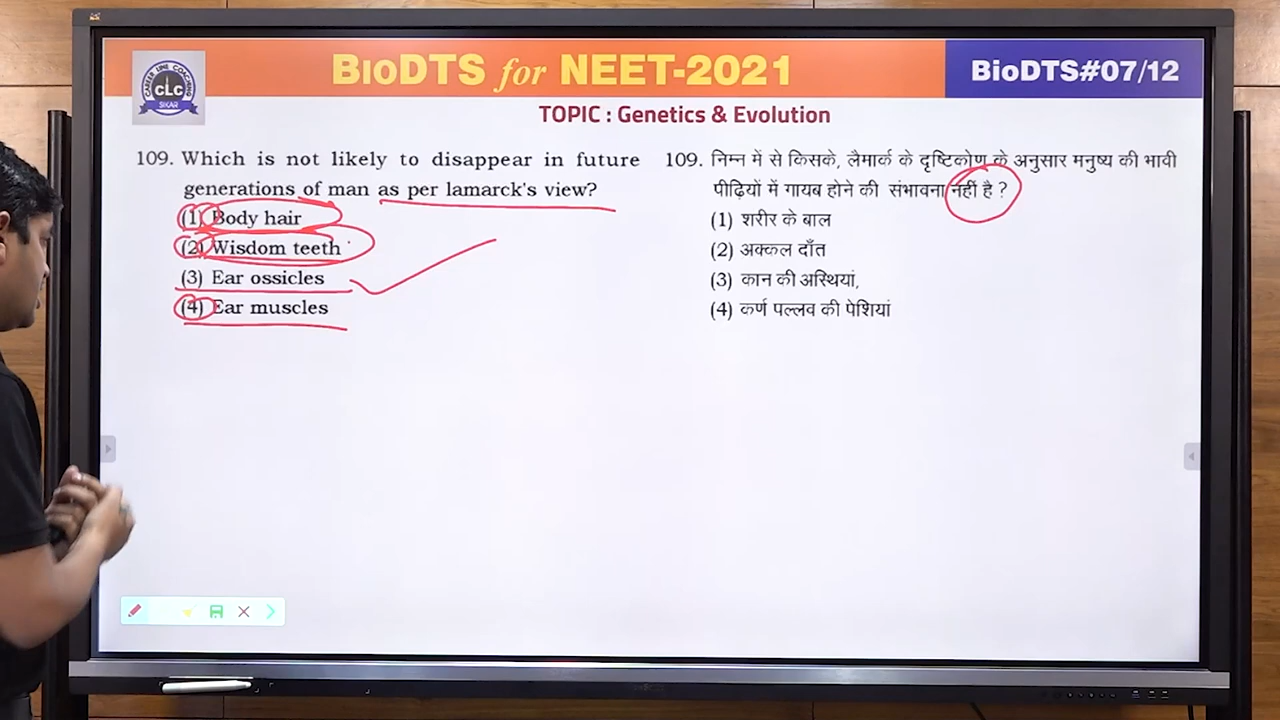 BIODTS for NEET-2021
BioDTS#07/12
CAREER LINE COACHING
CLC
SIKAR
TOPIC : Genetics & Evolution
109. Which is not likely to disappear in future
generations of man as per lamarck's view?
(1) Body hair
(2) Wisdom teeth
(3) Ear ossicles
(4) Ear muscles
109. निम्न में से किसके, लैमार्क के दृष्टिकोण के अनुसार मनुष्य की भावी
पीढ़ियों में गायब होने की संभावना नहीं है ?
(1) शरीर के बाल
(2) अक्कल दाँत
(3) कान की अस्थियां,
(4) कर्ण पल्लव की पेशियां